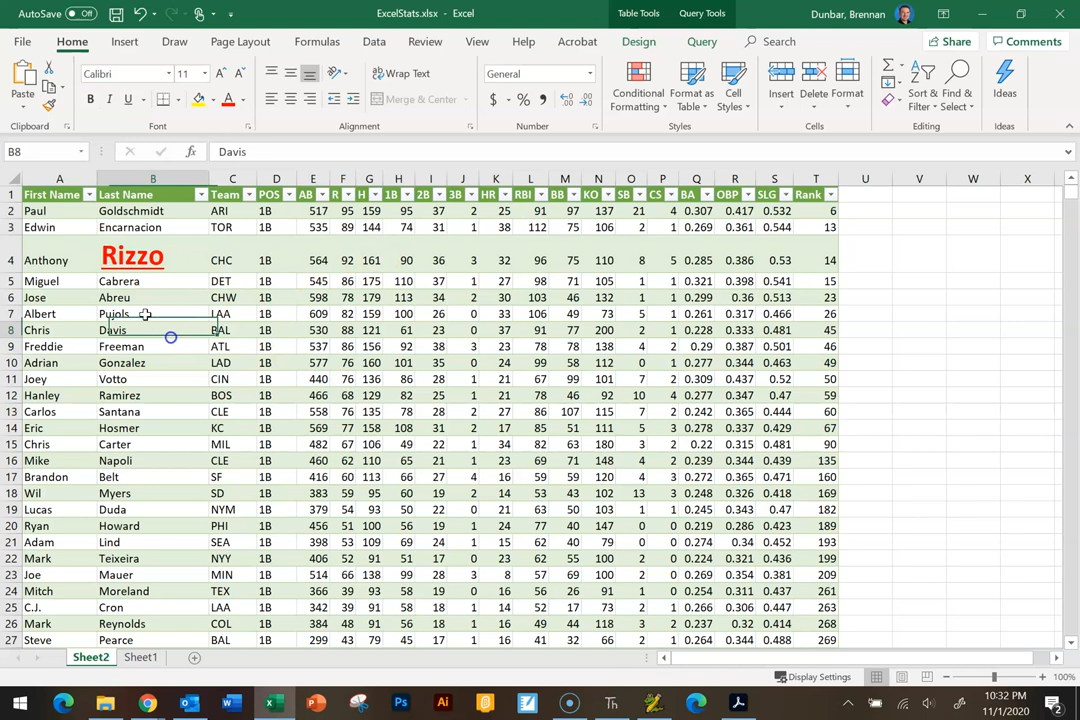 AutoSave Off ExcelStats.xlsx - Excel Table Tools Query Tools Dunbar, Brennan
File Home Insert Draw Page Layout Formulas Data Review View Help Acrobat Design Query Search Share Comments
Paste Calibri 11 Wrap Text General Conditional Formatting Format as Table Cell Styles Insert Delete Format Sort & Filter Find & Select Ideas
B I U Merge & Center $ % ,
Clipboard Font Alignment Number Styles Cells Editing Ideas
B8 fx Davis
A B C D E F G H I J K L M N O P Q R S T U V W X
1 First Name Last Name Team POS AB R H 1B 2B 3B HR RBI BB KO SB CS BA OBP SLG Rank
2 Paul Goldschmidt ARI 1B 517 95 159 95 37 2 25 91 97 137 21 4 0.307 0.417 0.532 6
3 Edwin Encarnacion TOR 1B 535 89 144 74 31 1 38 112 75 106 2 1 0.269 0.361 0.544 13
4 Anthony Rizzo CHC 1B 564 92 161 90 36 3 32 96 75 110 8 5 0.285 0.386 0.53 14
5 Miguel Cabrera DET 1B 545 86 175 110 37 1 27 98 71 105 1 1 0.321 0.398 0.541 15
6 Jose Abreu CHW 1B 598 78 179 113 34 2 30 103 46 132 1 1 0.299 0.36 0.513 23
7 Albert Pujols LAA 1B 609 82 159 100 26 0 33 106 49 73 5 1 0.261 0.317 0.466 26
8 Chris Davis BAL 1B 530 88 121 61 23 0 37 91 77 200 2 1 0.228 0.333 0.481 45
9 Freddie Freeman ATL 1B 537 86 156 92 38 3 23 78 78 138 4 2 0.29 0.387 0.501 46
10 Adrian Gonzalez LAD 1B 577 76 160 101 35 0 24 99 58 112 0 1 0.277 0.344 0.463 49
11 Joey Votto CIN 1B 440 76 136 86 28 1 21 67 99 101 7 2 0.309 0.437 0.52 50
12 Hanley Ramirez BOS 1B 466 68 129 82 25 1 21 78 46 92 10 4 0.276 0.344 0.47 59
13 Carlos Santana CLE 1B 558 76 135 78 28 2 27 86 107 115 7 2 0.242 0.365 0.444 60
14 Eric Hosmer KC 1B 569 77 158 108 31 2 17 85 51 111 5 3 0.278 0.339 0.429 67
15 Chris Carter MIL 1B 482 67 106 49 22 1 34 82 63 180 3 2 0.22 0.315 0.481 90
16 Mike Napoli CLE 1B 460 62 110 65 21 1 23 69 71 148 4 2 0.239 0.344 0.439 135
17 Brandon Belt SF 1B 416 60 113 66 27 4 16 59 59 120 4 3 0.272 0.365 0.471 160
18 Wil Myers SD 1B 383 59 95 60 19 2 14 53 43 102 13 3 0.248 0.326 0.418 169
19 Lucas Duda NYM 1B 379 54 93 50 22 0 21 63 50 103 1 1 0.245 0.343 0.47 182
20 Ryan Howard PHI 1B 456 51 100 56 19 1 24 77 40 147 0 0 0.219 0.286 0.423 189
21 Adam Lind SEA 1B 398 53 109 69 24 1 15 62 40 79 0 0 0.274 0.34 0.452 193
22 Mark Teixeira NYY 1B 406 52 91 51 17 0 23 62 55 100 2 0 0.224 0.321 0.436 199
23 Joe Mauer MIN 1B 514 66 138 99 28 3 8 57 69 100 2 0 0.269 0.354 0.381 209
24 Mitch Moreland TEX 1B 366 39 93 58 19 0 16 56 26 91 1 0 0.254 0.311 0.437 261
25 C.J. Cron LAA 1B 342 39 91 58 18 1 14 52 17 73 2 1 0.266 0.306 0.447 263
26 Mark Reynolds COL 1B 384 48 91 56 18 1 16 49 44 118 3 2 0.237 0.32 0.414 268
27 Steve Pearce BAL 1B 299 43 79 45 17 1 16 41 32 66 2 1 0.264 0.344 0.488 269
Sheet2 Sheet1
Display Settings 100%
10:32 PM
11/1/2020